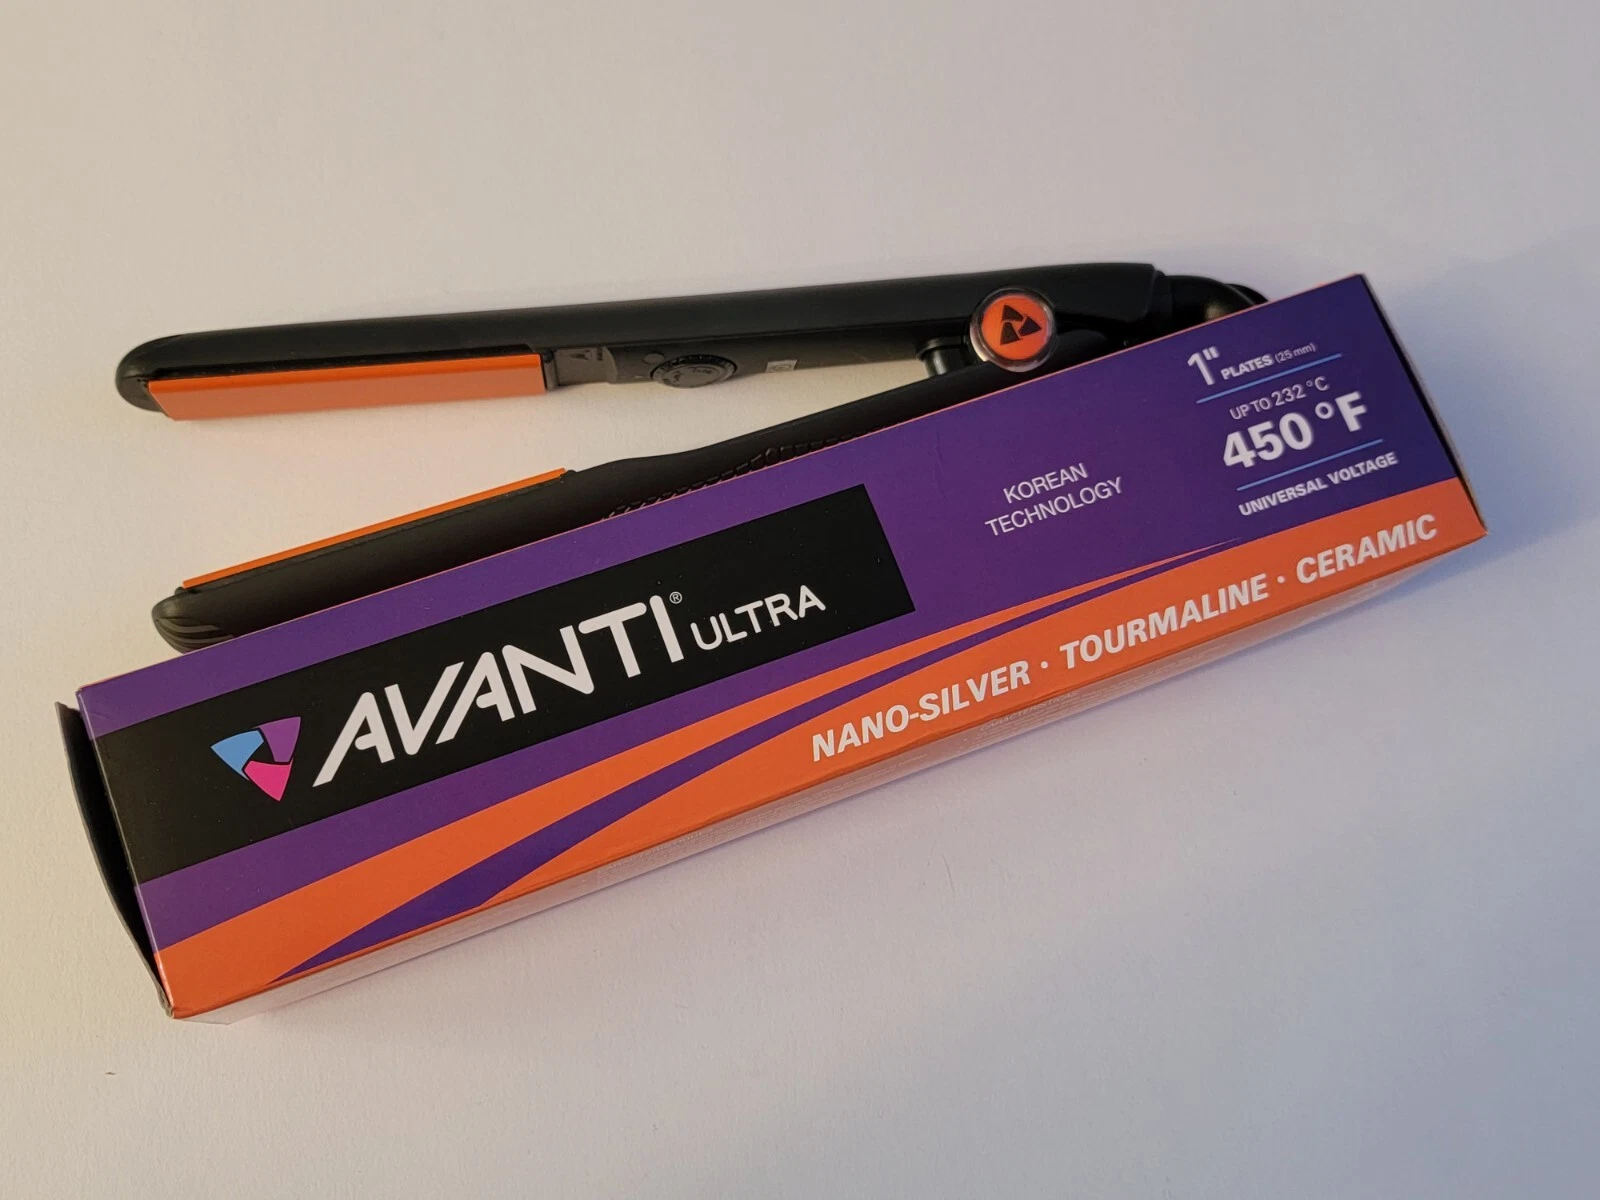 1"
PLATES (25 mm)
UP TO 232 °C
450 °F
UNIVERSAL VOLTAGE
KOREAN
TECHNOLOGY
AVANTI® ULTRA
NANO-SILVER · TOURMALINE · CERAMIC